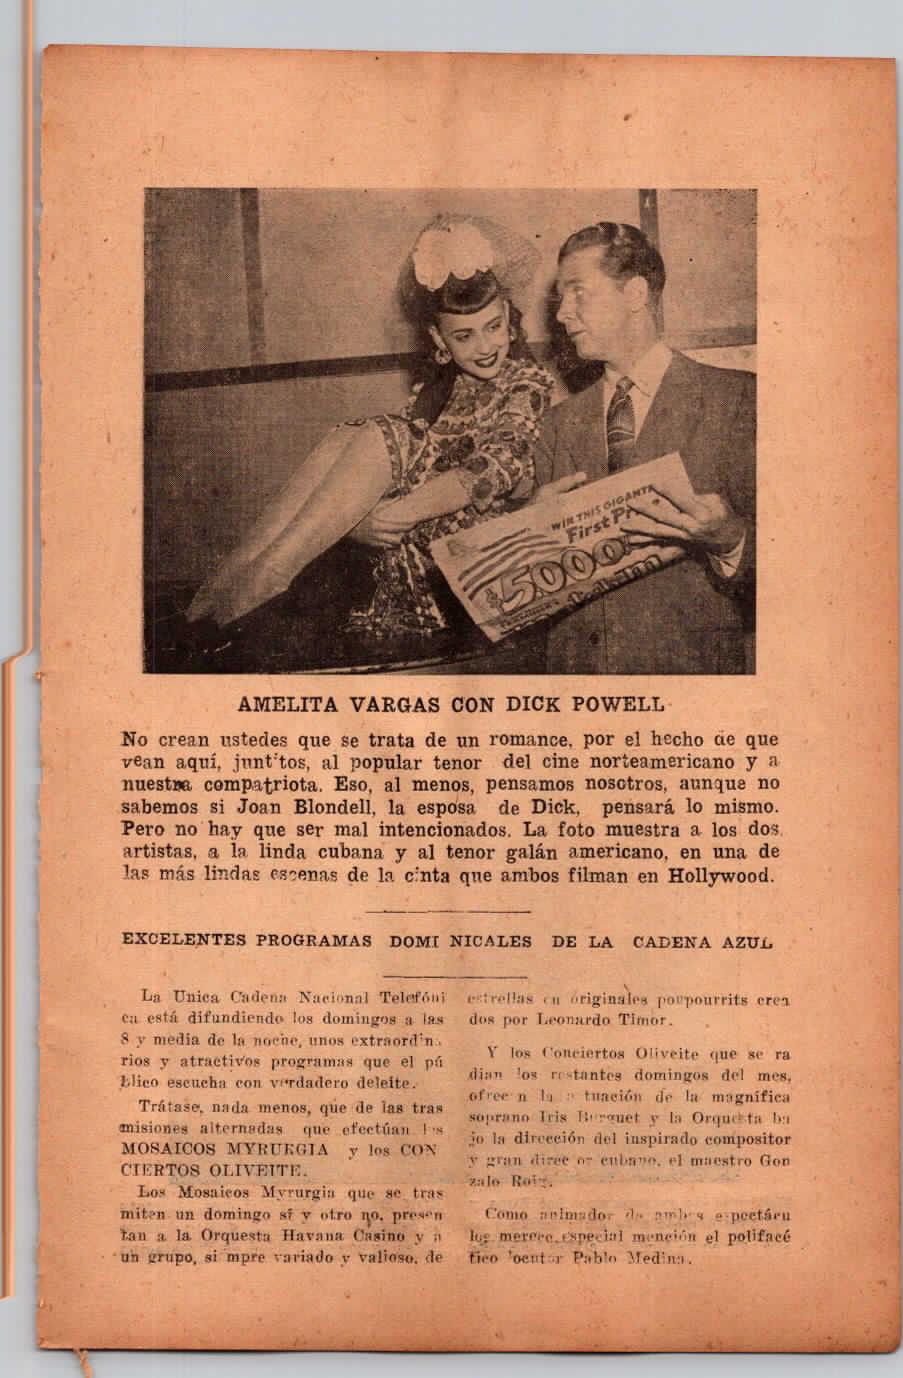 WIN THIS GIGANTIC
First Pr
$5000
AMELITA VARGAS CON DICK POWELL
No crean ustedes que se trata de un romance, por el hecho de que
vean aquí, junt:tos, al popular tenor del cine norteamericano y a
nuestra compatriota. Eso, al menos, pensamos nosotros, aunque no
sabemos si Joan Blondell, la esposa de Dick, pensará lo mismo.
Pero no hay que ser mal intencionados. La foto muestra a los dos
artistas, a la linda cubana y al tenor galán americano, en una de
las más lindas escenas de la cinta que ambos filman en Hollywood.
EXCELENTES PROGRAMAS DOMI NICALES DE LA CADENA AZUL
La Unica Cadena Nacional Telefóni
ca está difundiendo los domingos a las
8 y media de la noche, unos extraordin
rios y atractivos programas que el pú
blico escucha con verdadero deleite.
Trátase, nada menos, que de las tras
misiones alternadas que efectúan los
MOSAICOS MYRURGIA y los CON
CIERTOS OLIVEITE.
Los Mosaicos Myrurgia que se tras
miten un domingo sí y otro no, presen
tan a la Orquesta Havana Casino y a
un grupo, si mpre variado y valioso, de
estrellas en originales poupourrits crea
dos por Leonardo Timor.
Y los Conciertos Oliveite que se ra
dian los restantes domingos del mes,
ofrecen la a tuación de la magnífica
soprano Iris Burguet y la Orquesta ba
jo la dirección del inspirado compositor
y gran direc or cubano, el maestro Gon
zalo Roig.
Como animador de ambos espectácu
los merece especial mención el polifacé
tico locutor Pablo Medina.